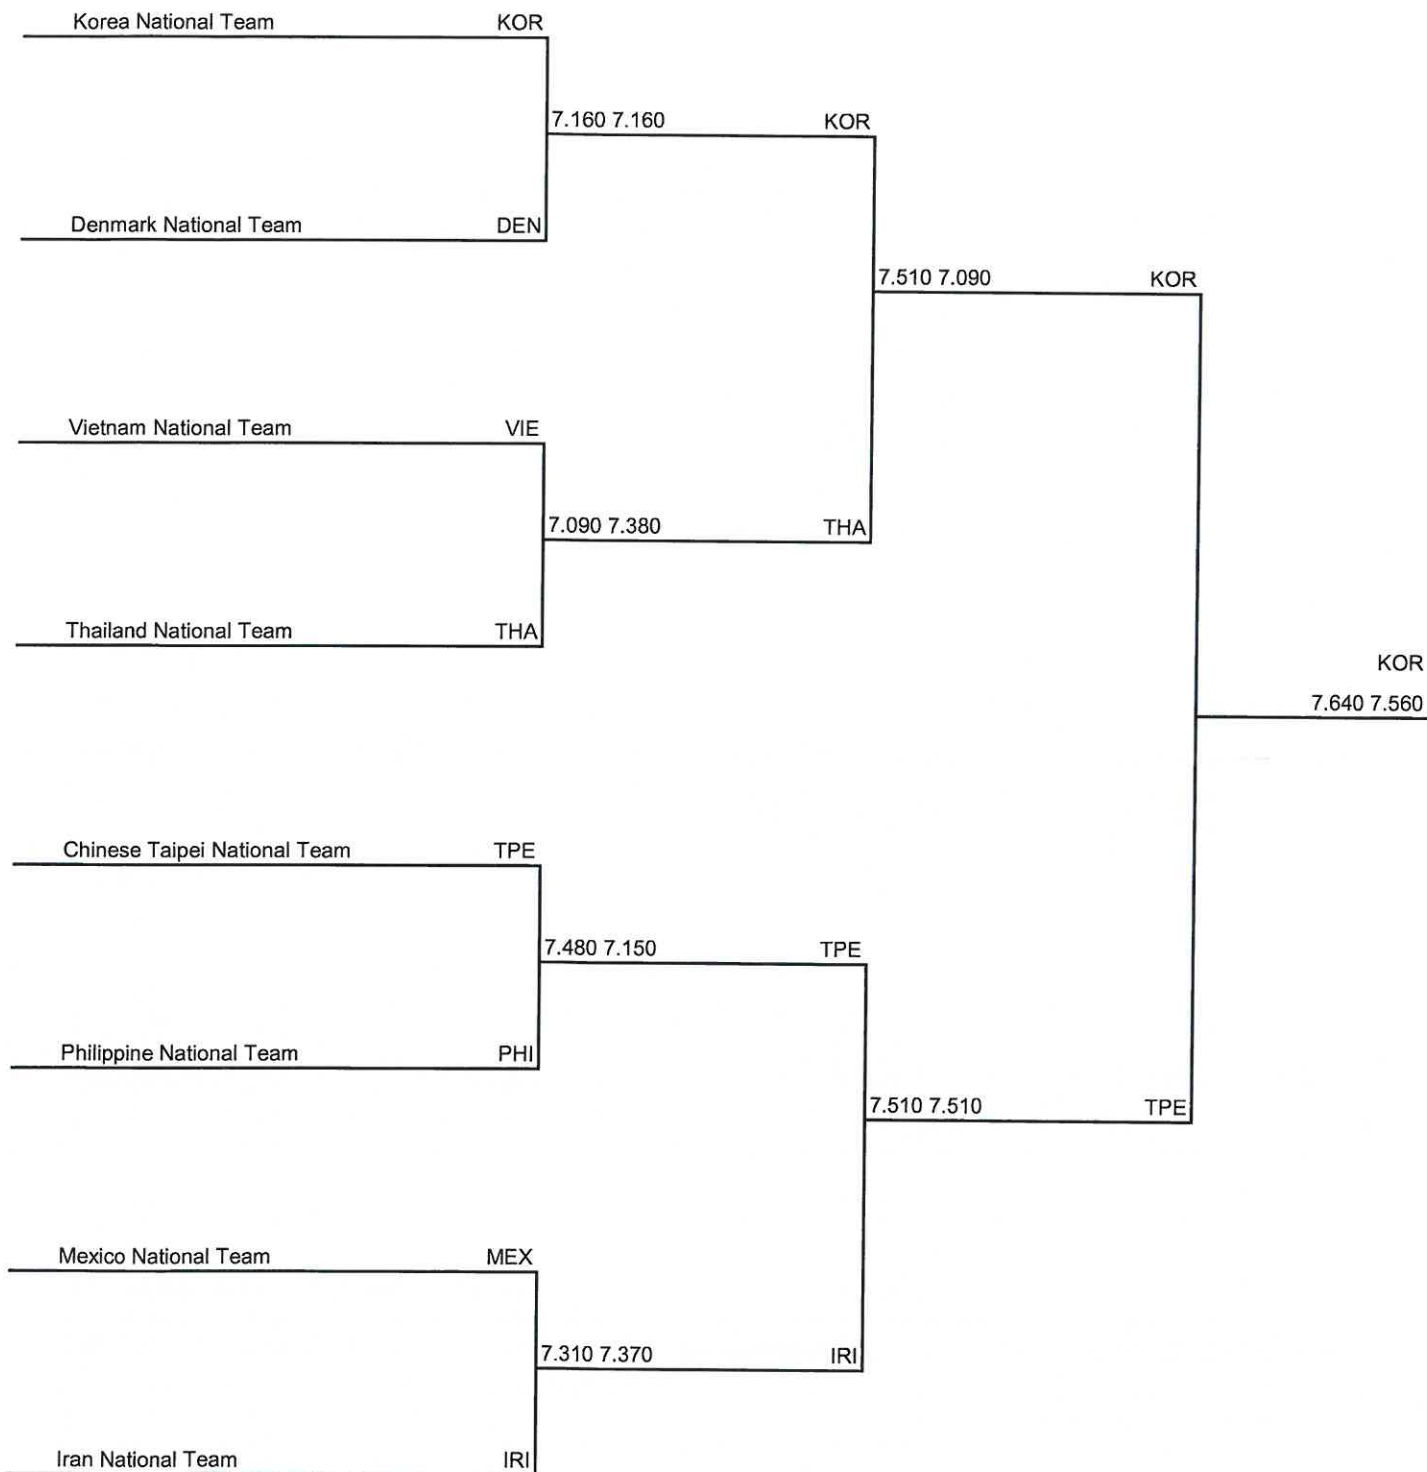 Korea National Team KOR
7.160 7.160 KOR
Denmark National Team DEN
7.510 7.090 KOR
Vietnam National Team VIE
7.090 7.380 THA
Thailand National Team THA
KOR
7.640 7.560
Chinese Taipei National Team TPE
7.480 7.150 TPE
Philippine National Team PHI
7.510 7.510 TPE
Mexico National Team MEX
7.310 7.370 IRI
Iran National Team IRI